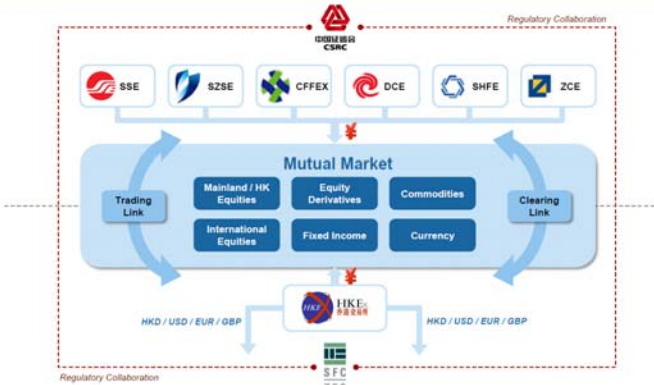 Regulatory Collaboration
中国证监会
CSRC
SSE
SZSE
CFFEX
DCE
SHFE
ZCE
¥
Mutual Market
Mainland / HK
Equities
Equity
Derivatives
Commodities
Trading
Link
Clearing
Link
International
Equities
Fixed Income
Currency
¥
HKEx
HKEx
香港交易所
HKD / USD / EUR / GBP
HKD / USD / EUR / GBP
SFC
Regulatory Collaboration